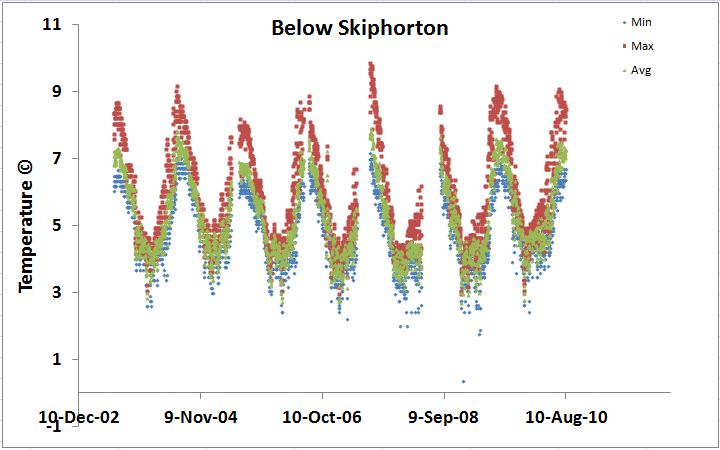 Below Skiphorton
Min
Max
Avg
Temperature ©
11
9
7
5
3
1
-1
10-Dec-02 9-Nov-04 10-Oct-06 9-Sep-08 10-Aug-10